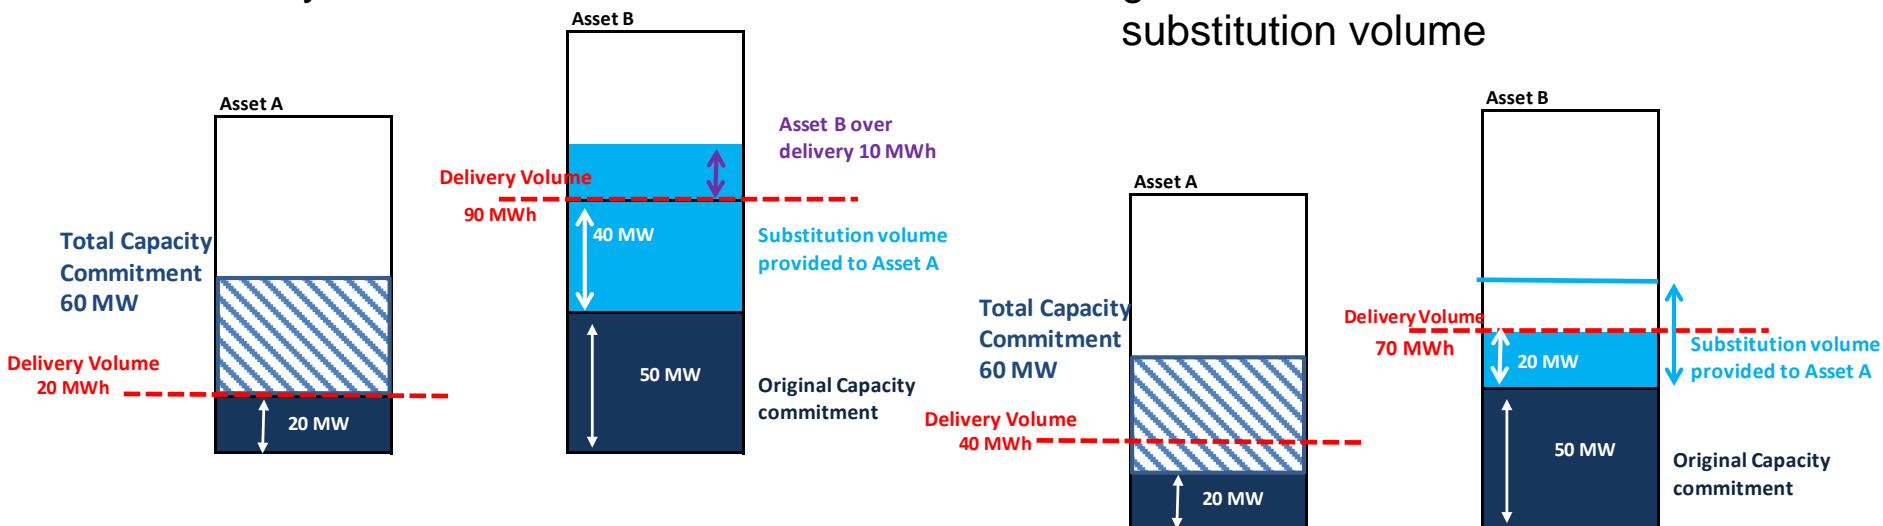 substitution volume
Asset B
Asset A
Asset B over
delivery 10 MWh
Delivery Volume
90 MWh
40 MW
Substitution volume
provided to Asset A
Total Capacity
Commitment
60 MW
Delivery Volume
20 MWh
50 MW
Original Capacity
commitment
20 MW
Asset B
Asset A
Total Capacity
Commitment
60 MW
Delivery Volume
70 MWh
20 MW
Substitution volume
provided to Asset A
Delivery Volume
40 MWh
50 MW
Original Capacity
commitment
20 MW